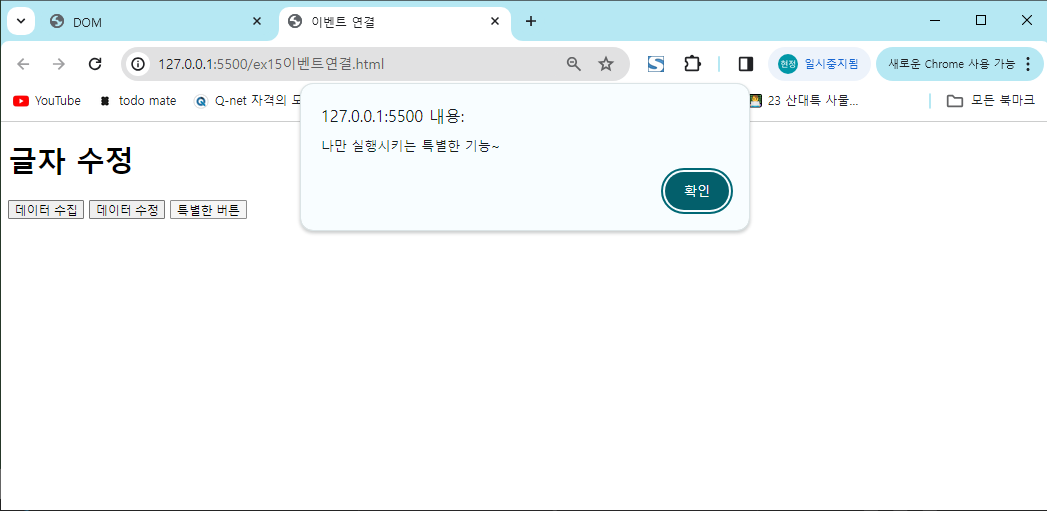 DOM
이벤트 연결
127.0.0.1:5500/ex15이벤트연결.html
현정 일시중지됨
새로운 Chrome 사용 가능
YouTube
todo mate
Q-net 자격의
23 산대특 사물...
모든 북마크
127.0.0.1:5500 내용:
나만 실행시키는 특별한 기능~
확인
글자 수정
데이터 수집 데이터 수정 특별한 버튼